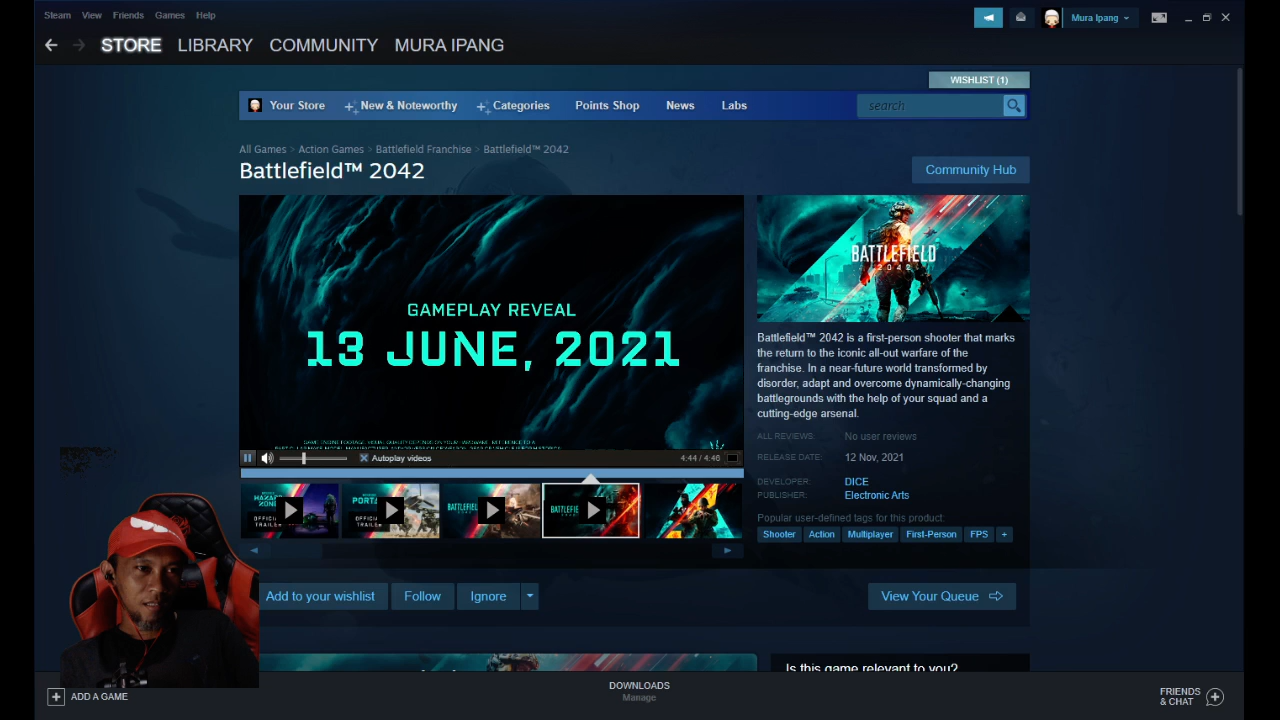 Steam View Friends Games Help
Mura Ipang
STORE LIBRARY COMMUNITY MURA IPANG
WISHLIST (1)
Your Store New & Noteworthy Categories Points Shop News Labs
search
All Games > Action Games > Battlefield Franchise > Battlefield™ 2042
Battlefield™ 2042
Community Hub
GAMEPLAY REVEAL
13 JUNE, 2021
Autoplay videos
4:44 / 4:46
BATTLEFIELD
2042
Battlefield™ 2042 is a first-person shooter that marks
the return to the iconic all-out warfare of the
franchise. In a near-future world transformed by
disorder, adapt and overcome dynamically-changing
battlegrounds with the help of your squad and a
cutting-edge arsenal.
ALL REVIEWS: No user reviews
RELEASE DATE: 12 Nov, 2021
DEVELOPER: DICE
PUBLISHER: Electronic Arts
Popular user-defined tags for this product:
Shooter Action Multiplayer First-Person FPS +
Add to your wishlist Follow Ignore
View Your Queue
Is this game relevant to you?
ADD A GAME
DOWNLOADS
Manage
FRIENDS
& CHAT